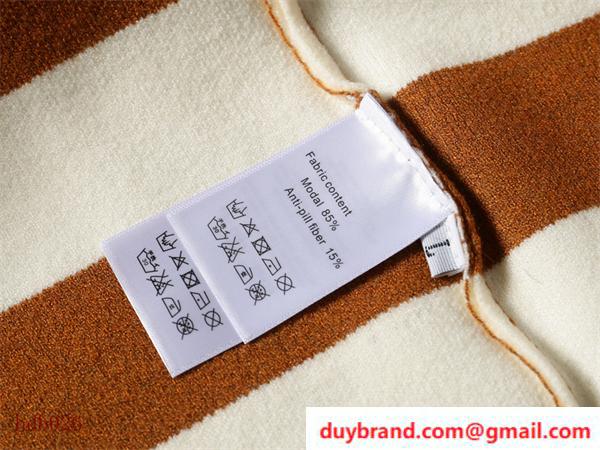 Fabric content
Modal 85%
Anti-pill fiber 15%
duybrand.com@gmail.com